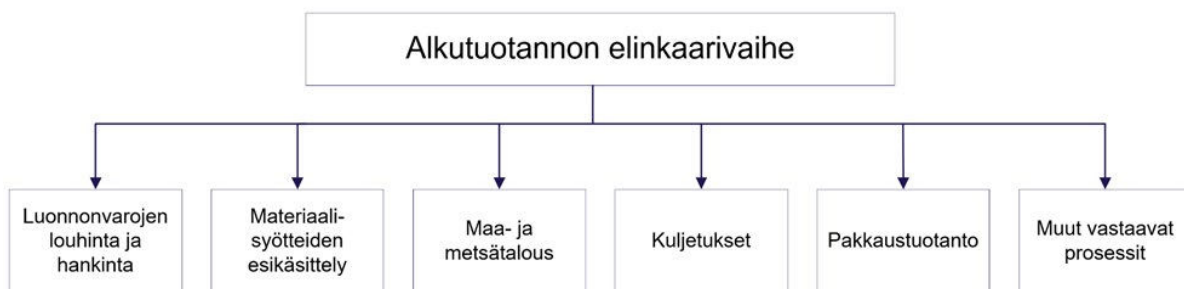 Alkutuotannon elinkaarivaihe
Luonnonvarojen
louhinta ja
hankinta
Materiaali-
syötteiden
esikäsittely
Maa- ja
metsätalous
Kuljetukset
Pakkaustuotanto
Muut vastaavat
prosessit